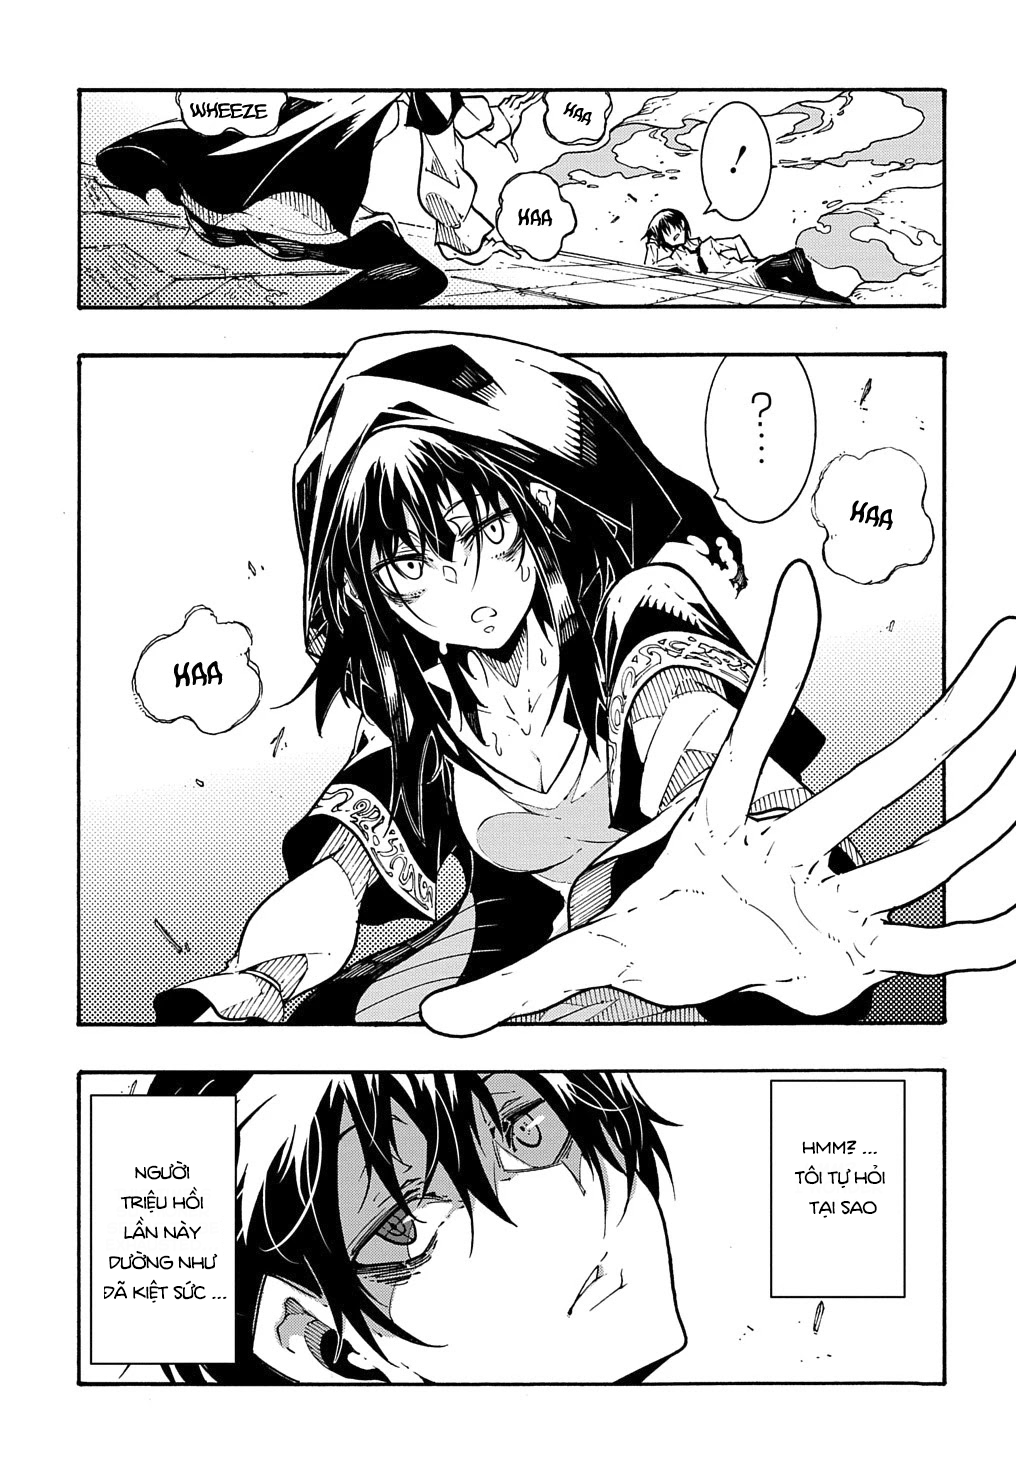 !
HAA
WHEEZE
HAA
?....
HAA
HAA
HMM? ...
TÔI TỰ HỎI
TẠI SAO
NGƯỜI
TRIỆU HỒI
LẦN NÀY
DƯỜNG NHƯ
ĐÃ KIỆT SỨC ...